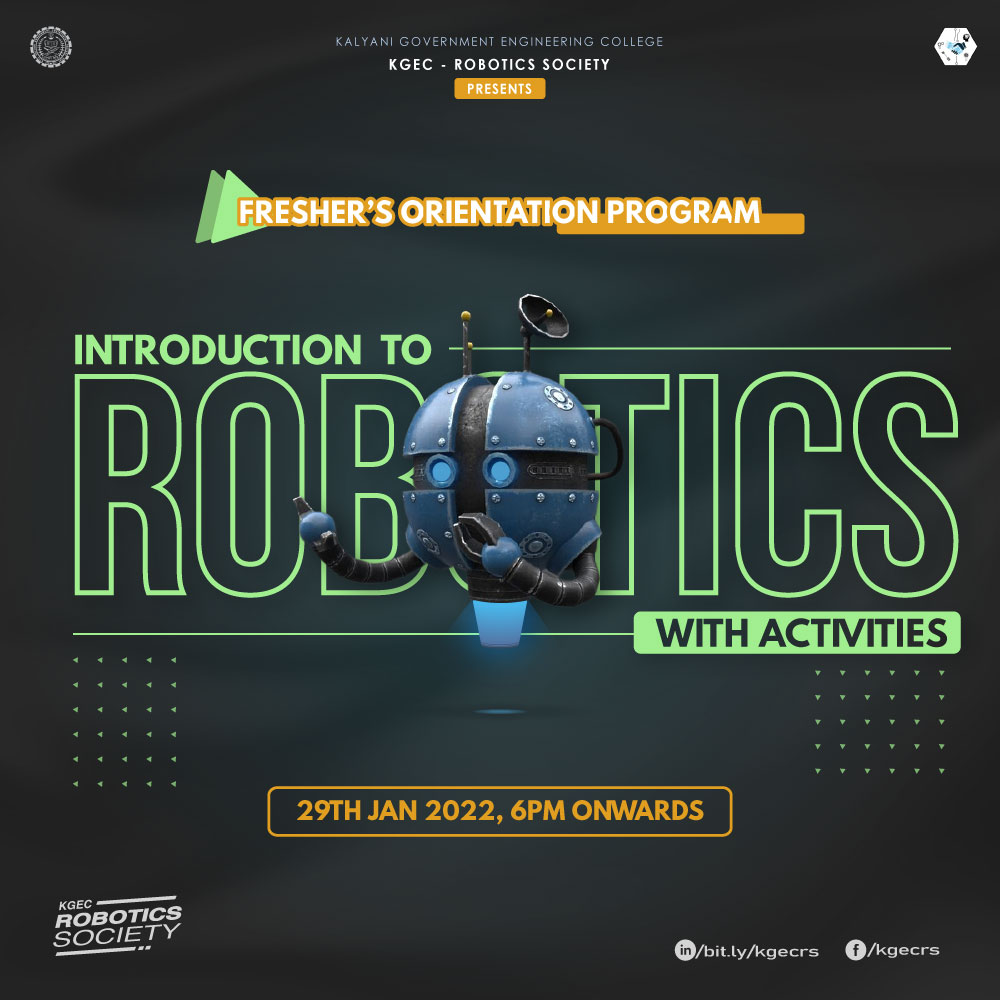 KALYANI GOVERNMENT ENGINEERING COLLEGE
KGEC - ROBOTICS SOCIETY
PRESENTS
FRESHER'S ORIENTATION PROGRAM
INTRODUCTION TO
ROBOTICS
WITH ACTIVITIES
29TH JAN 2022, 6PM ONWARDS
KGEC
ROBOTICS
SOCIETY
in/bit.ly/kgecrs f/kgecrs